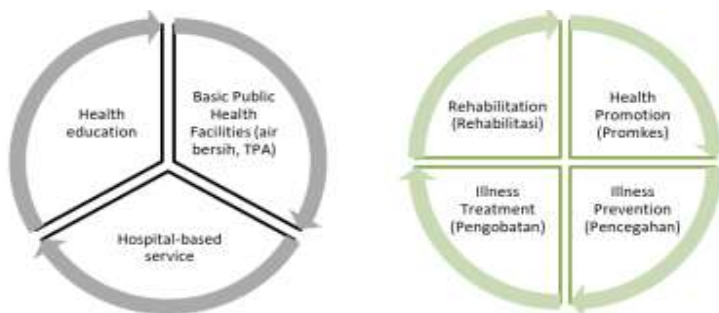 Health
education
Basic Public
Health
Facilities (air
bersih, TPA)
Hospital-based
service
Rehabilitation
(Rehabilitasi)
Health
Promotion
(Promkes)
Illness
Treatment
(Pengobatan)
Illness
Prevention
(Pencegahan)